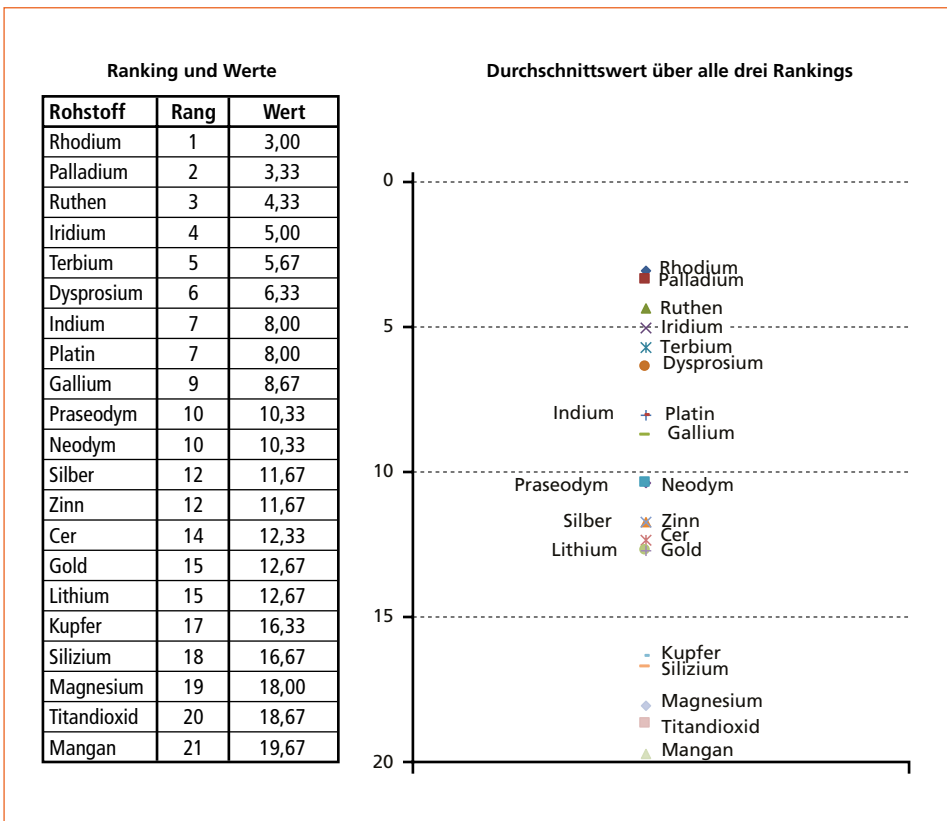 Ranking und Werte
Rohstoff Rang Wert
Rhodium 1 3,00
Palladium 2 3,33
Ruthen 3 4,33
Iridium 4 5,00
Terbium 5 5,67
Dysprosium 6 6,33
Indium 7 8,00
Platin 7 8,00
Gallium 9 8,67
Praseodym 10 10,33
Neodym 10 10,33
Silber 12 11,67
Zinn 12 11,67
Cer 14 12,33
Gold 15 12,67
Lithium 15 12,67
Kupfer 17 16,33
Silizium 18 16,67
Magnesium 19 18,00
Titandioxid 20 18,67
Mangan 21 19,67
Durchschnittswert über alle drei Rankings
0
Rhodium
Palladium
Ruthen
5 Iridium
Terbium
Dysprosium
Indium Platin
Gallium
10
Praseodym Neodym
Silber Zinn
Cer
Lithium Gold
15
Kupfer
Silizium
Magnesium
Titandioxid
Mangan
20